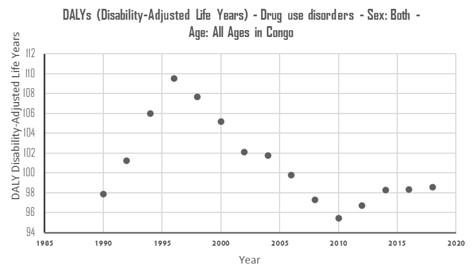 DALYs (Disability-Adjusted Life Years) - Drug use disorders - Sex: Both -
Age: All Ages in Congo
DALY Disability-Adjusted Life Years
112
110
108
106
104
102
100
98
96
94
1985 1990 1995 2000 2005 2010 2015 2020
Year